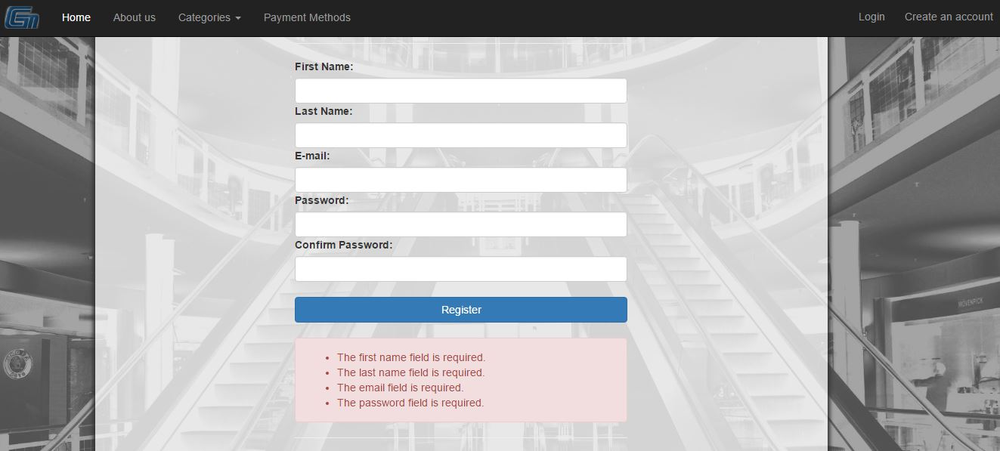 Home About us Categories Payment Methods Login Create an account
First Name:
Last Name:
E-mail:
Password:
Confirm Password:
Register
MÖVENPICK
• The first name field is required.
• The last name field is required.
• The email field is required.
• The password field is required.